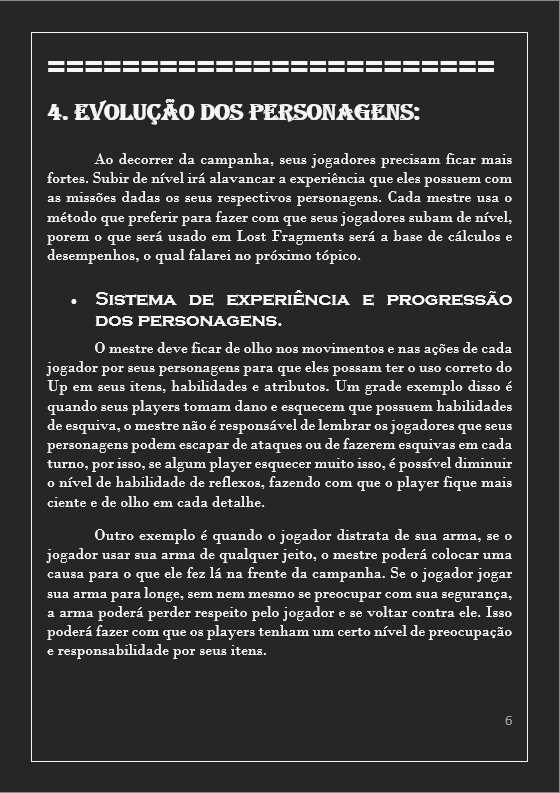 ========================
4. EVOLUÇÃO DOS PERSONAGENS:
Ao decorrer da campanha, seus jogadores precisam ficar mais
fortes. Subir de nível irá alavancar a experiência que eles possuem com
as missões dadas os seus respectivos personagens. Cada mestre usa o
método que preferir para fazer com que seus jogadores subam de nível,
porem o que será usado em Lost Fragments será a base de cálculos e
desempenhos, o qual falarei no próximo tópico.
• SISTEMA DE EXPERIÊNCIA E PROGRESSÃO
DOS PERSONAGENS.
O mestre deve ficar de olho nos movimentos e nas ações de cada
jogador por seus personagens para que eles possam ter o uso correto do
Up em seus itens, habilidades e atributos. Um grade exemplo disso é
quando seus players tomam dano e esquecem que possuem habilidades
de esquiva, o mestre não é responsável de lembrar os jogadores que seus
personagens podem escapar de ataques ou de fazerem esquivas em cada
turno, por isso, se algum player esquecer muito isso, é possível diminuir
o nível de habilidade de reflexos, fazendo com que o player fique mais
ciente e de olho em cada detalhe.
Outro exemplo é quando o jogador distrata de sua arma, se o
jogador usar sua arma de qualquer jeito, o mestre poderá colocar uma
causa para o que ele fez lá na frente da campanha. Se o jogador jogar
sua arma para longe, sem nem mesmo se preocupar com sua segurança,
a arma poderá perder respeito pelo jogador e se voltar contra ele. Isso
poderá fazer com que os players tenham um certo nível de preocupação
e responsabilidade por seus itens.
6